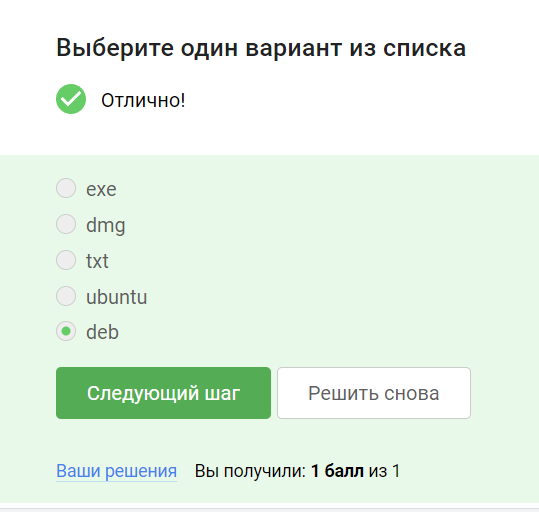 Выберите один вариант из списка
Отлично!
exe
dmg
txt
ubuntu
deb
Следующий шаг Решить снова
Ваши решения Вы получили: 1 балл из 1